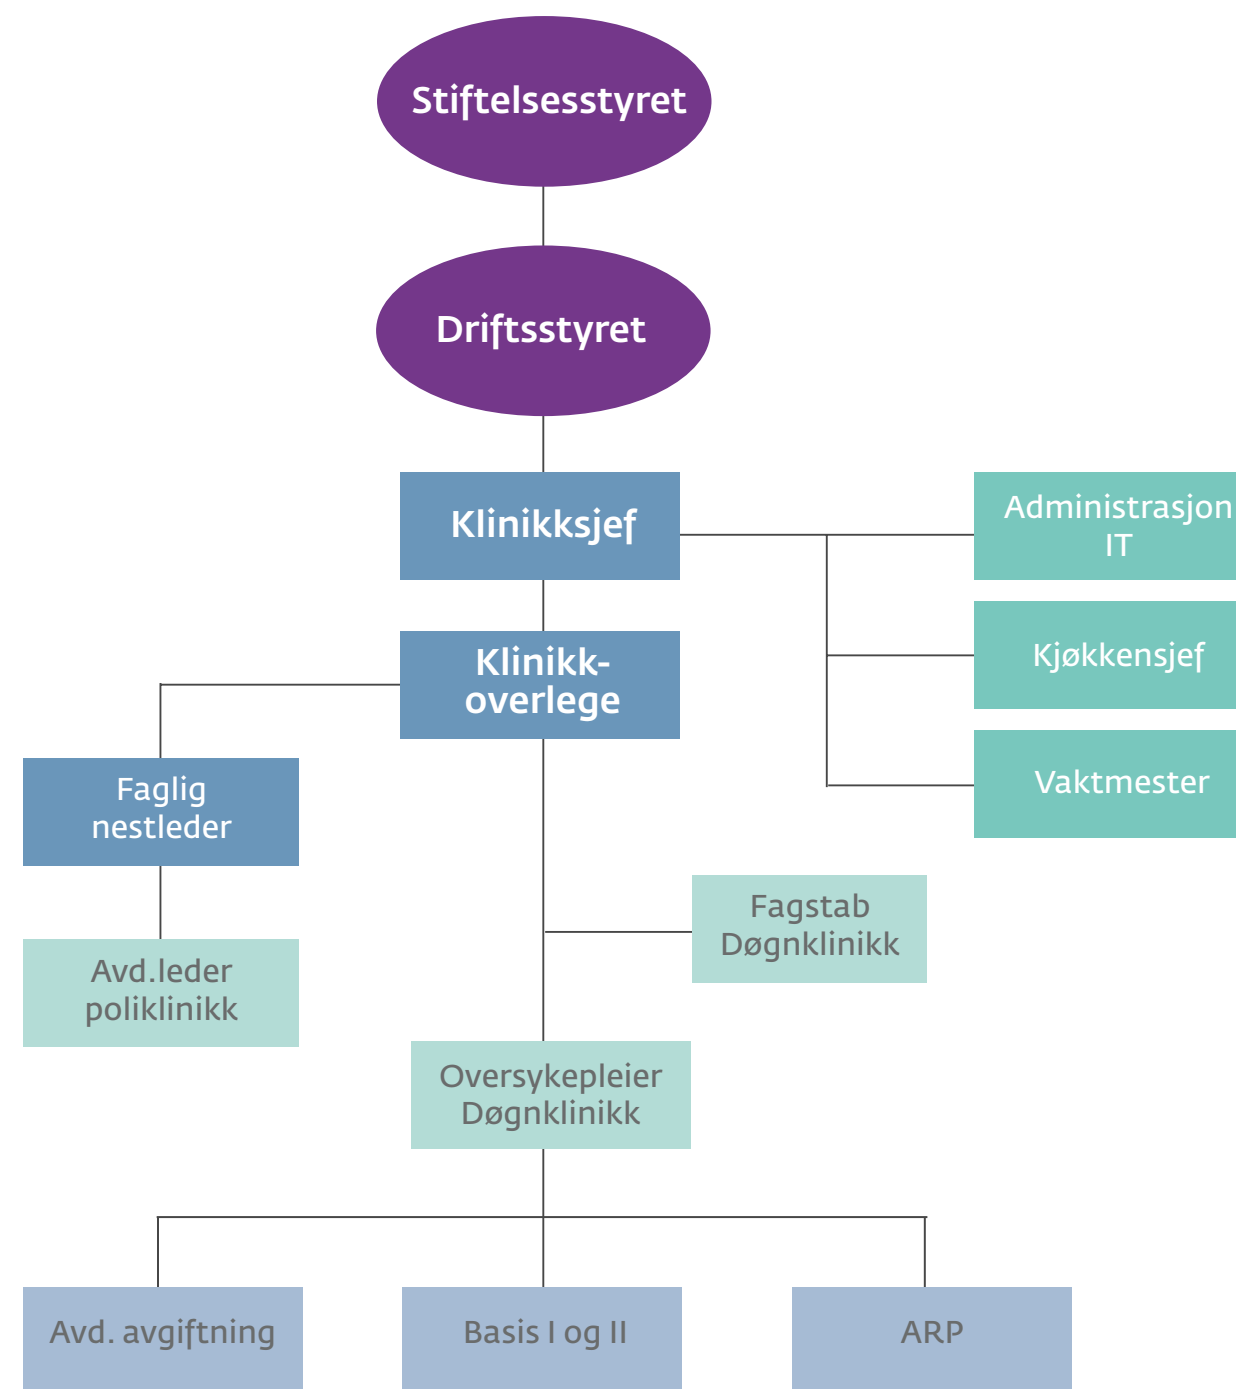 Stiftelsesstyret
Driftsstyret
Klinikksjef
Administrasjon
IT
Kjøkkensjef
Klinikk-
overlege
Vaktmester
Faglig
nestleder
Fagstab
Døgnklinikk
Avd.leder
poliklinikk
Oversykepleier
Døgnklinikk
Avd. avgiftning
Basis I og II
ARP